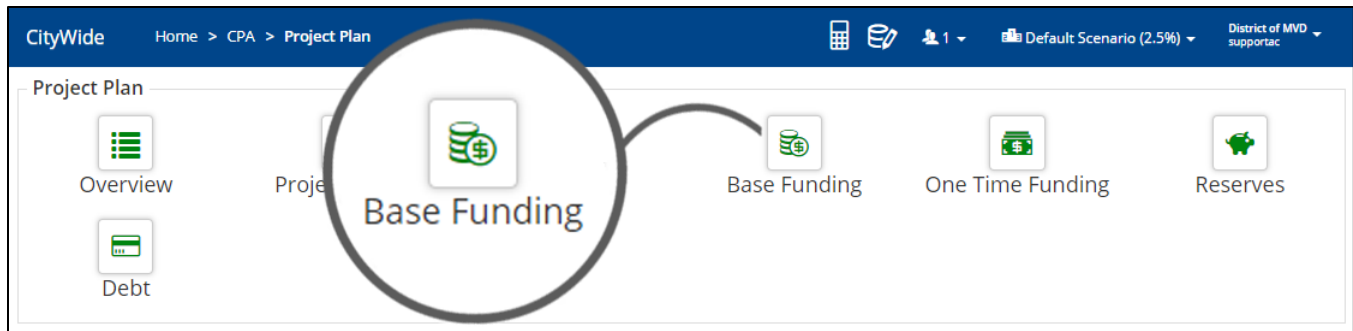 CityWide Home > CPA > Project Plan 1 Default Scenario (2.5%) District of MVD
supportac
Project Plan
Overview Base Funding One Time Funding Reserves
Base Funding
Debt